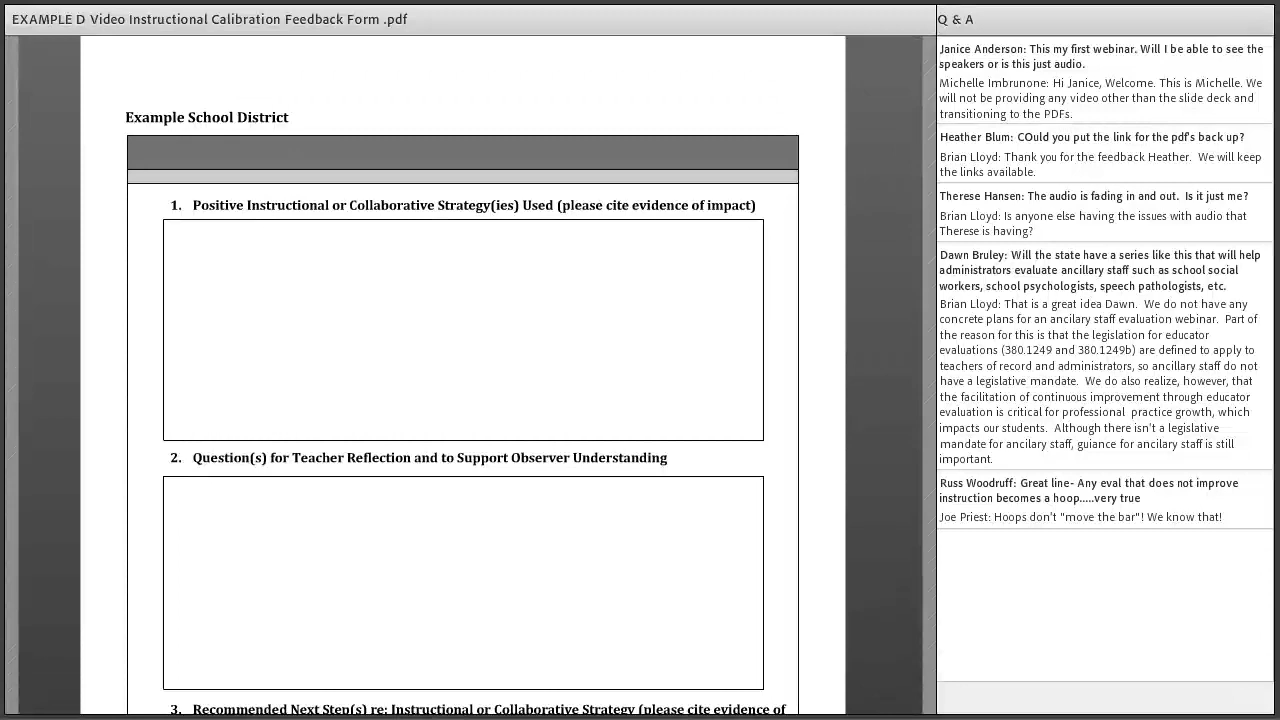 EXAMPLE D Video Instructional Calibration Feedback Form .pdf
Example School District
1. Positive Instructional or Collaborative Strategy(ies) Used (please cite evidence of impact)
2. Question(s) for Teacher Reflection and to Support Observer Understanding
3. Recommended Next Step(s) re: Instructional or Collaborative Strategy (please cite evidence of
Q & A
Janice Anderson: This my first webinar. Will I be able to see the
speakers or is this just audio.
Michelle Imbrunone: Hi Janice, Welcome. This is Michelle. We
will not be providing any video other than the slide deck and
transitioning to the PDFs.
Heather Blum: COuld you put the link for the pdf's back up?
Brian Lloyd: Thank you for the feedback Heather.  We will keep
the links available.
Therese Hansen: The audio is fading in and out.  Is it just me?
Brian Lloyd: Is anyone else having the issues with audio that
Therese is having?
Dawn Bruley: Will the state have a series like this that will help
administrators evaluate ancillary staff such as school social
workers, school psychologists, speech pathologists, etc.
Brian Lloyd: That is a great idea Dawn.  We do not have any
concrete plans for an ancilary staff evaluation webinar.  Part of
the reason for this is that the legislation for educator
evaluations (380.1249 and 380.1249b) are defined to apply to
teachers of record and administrators, so ancillary staff do not
have a legislative mandate.  We do also realize, however, that
the facilitation of continuous improvement through educator
evaluation is critical for professional  practice growth, which
impacts our students.  Although there isn't a legislative
mandate for ancilary staff, guiance for ancilary staff is still
important.
Russ Woodruff: Great line- Any eval that does not improve
instruction becomes a hoop.....very true
Joe Priest: Hoops don't "move the bar"! We know that!